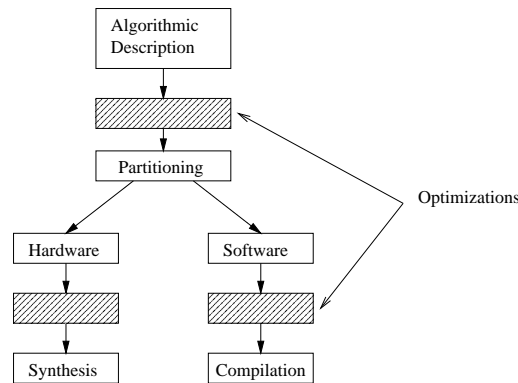 Algorithmic
Description
Partitioning
Optimizations
Hardware
Software
Synthesis
Compilation